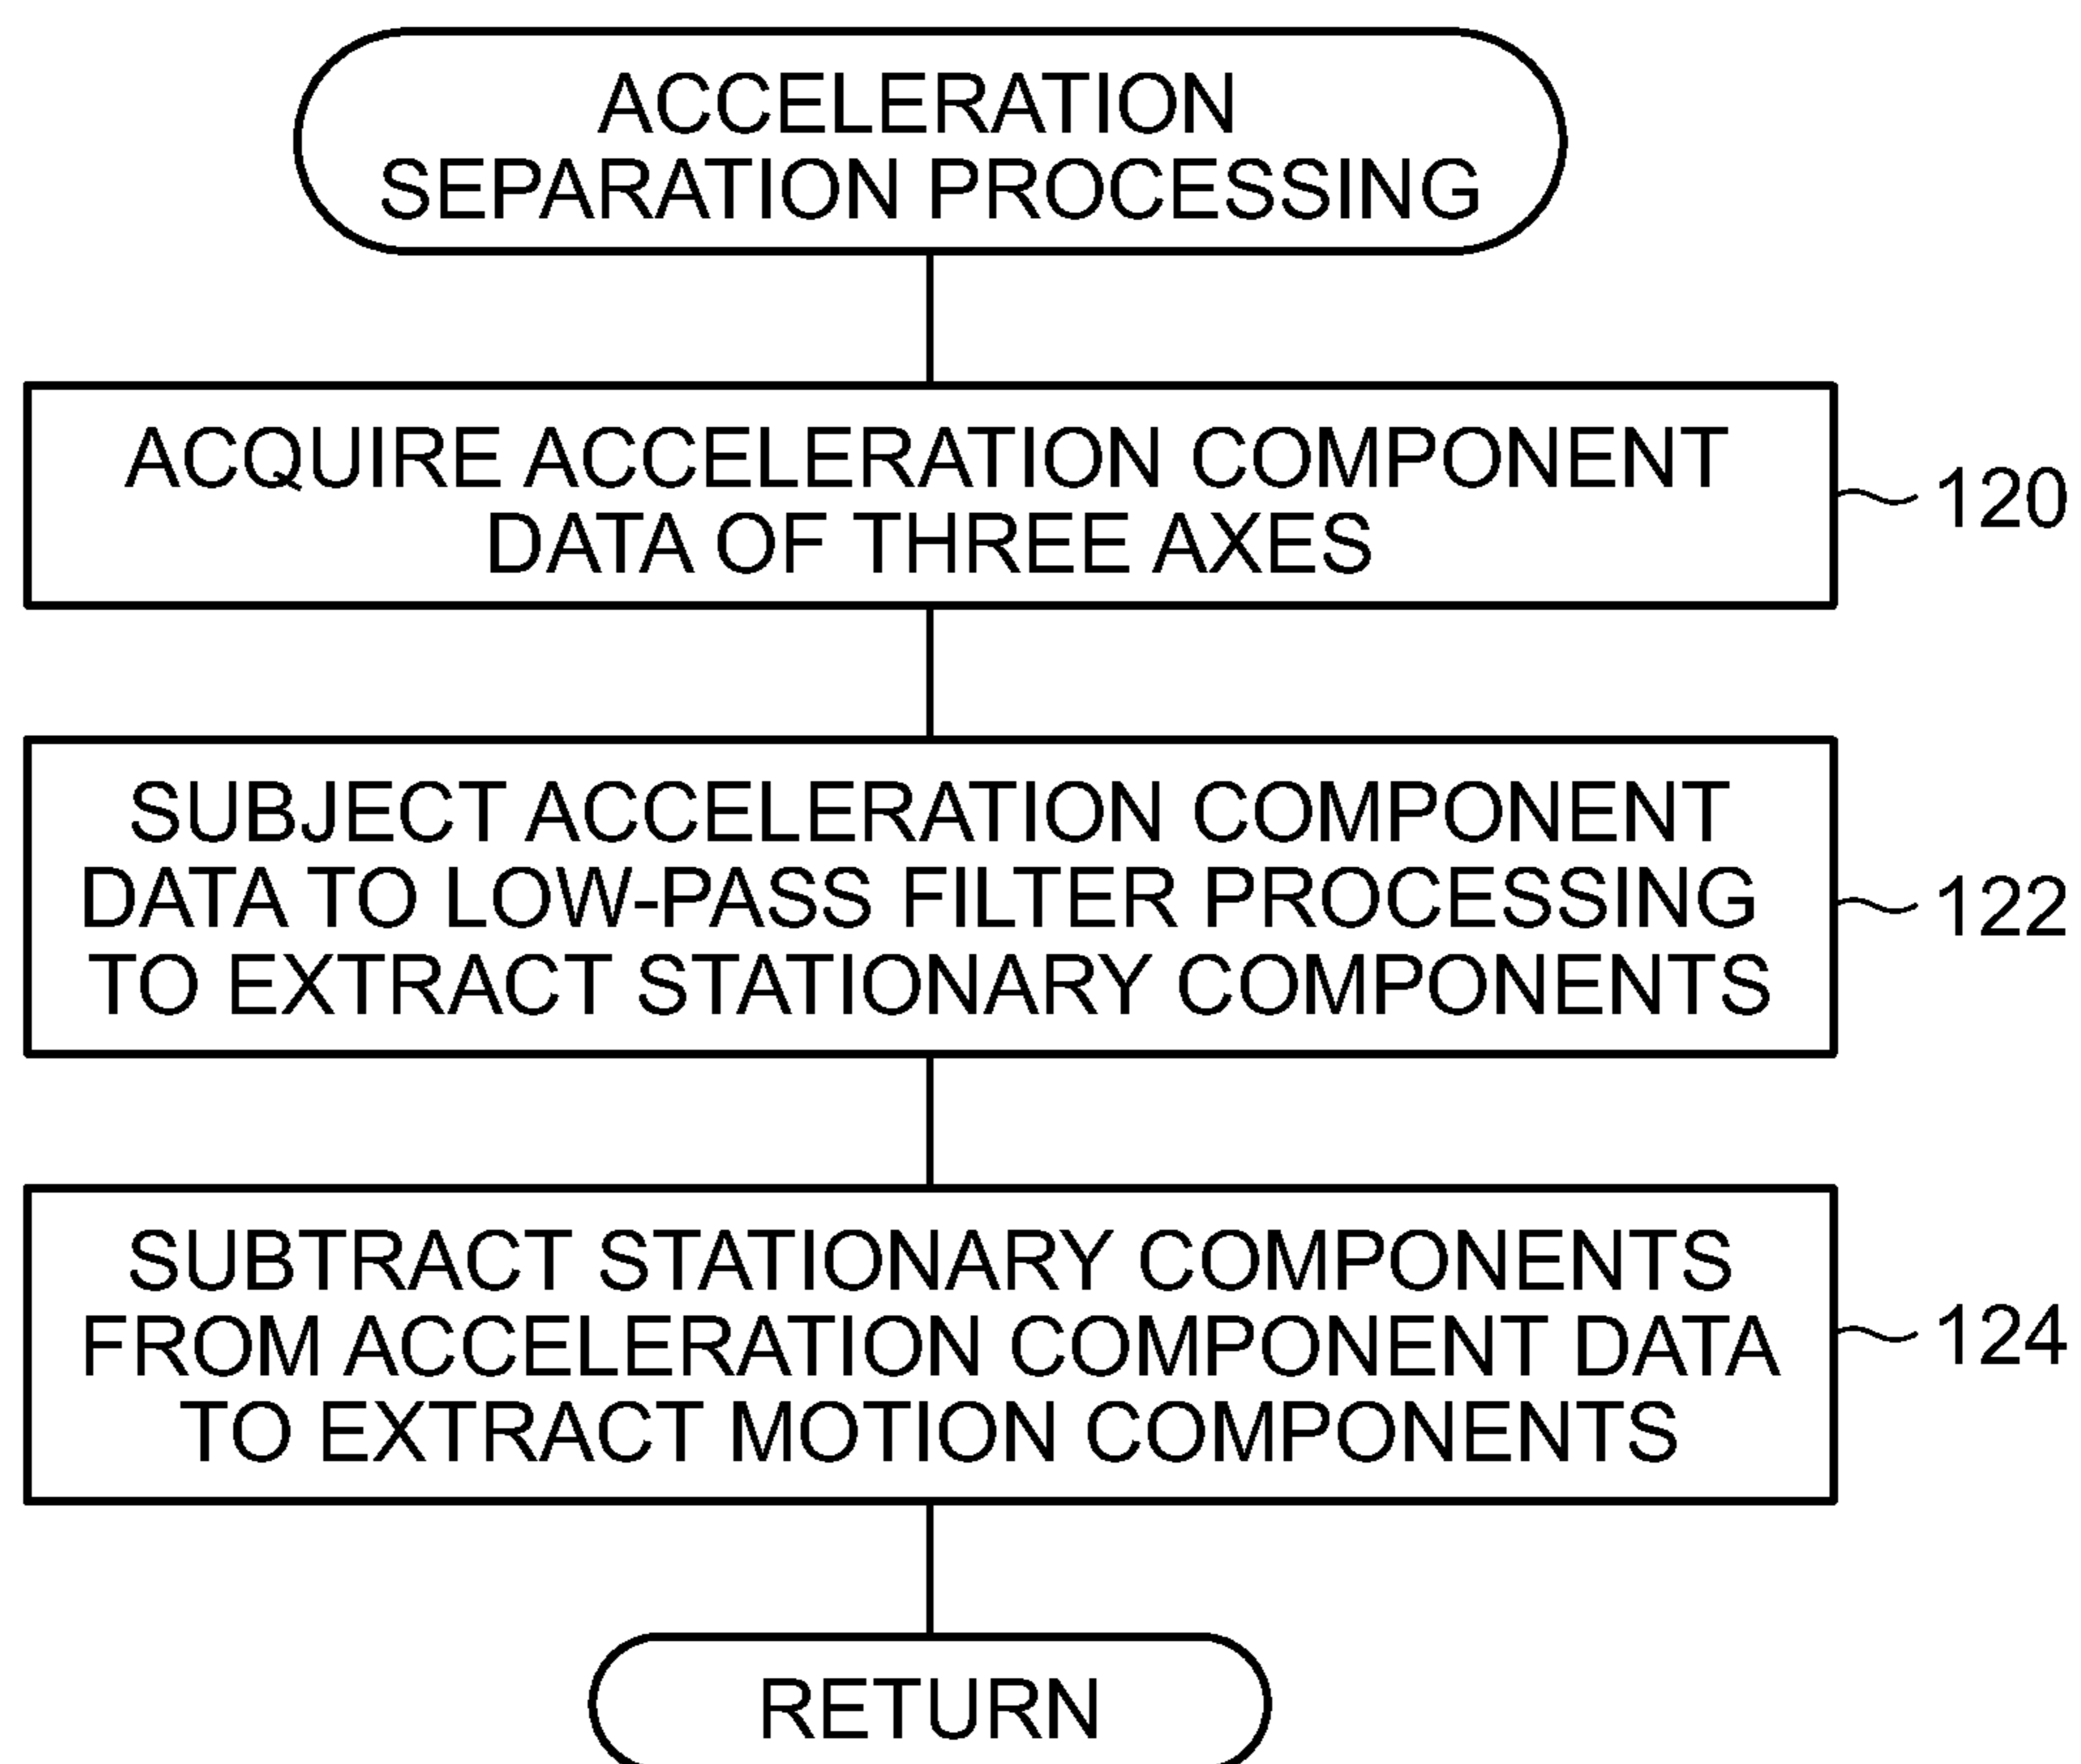 ACCELERATION
SEPARATION PROCESSING
ACQUIRE ACCELERATION COMPONENT
DATA OF THREE AXES
120
SUBJECT ACCELERATION COMPONENT
DATA TO LOW-PASS FILTER PROCESSING
TO EXTRACT STATIONARY COMPONENTS
122
SUBTRACT STATIONARY COMPONENTS
FROM ACCELERATION COMPONENT DATA
TO EXTRACT MOTION COMPONENTS
124
RETURN